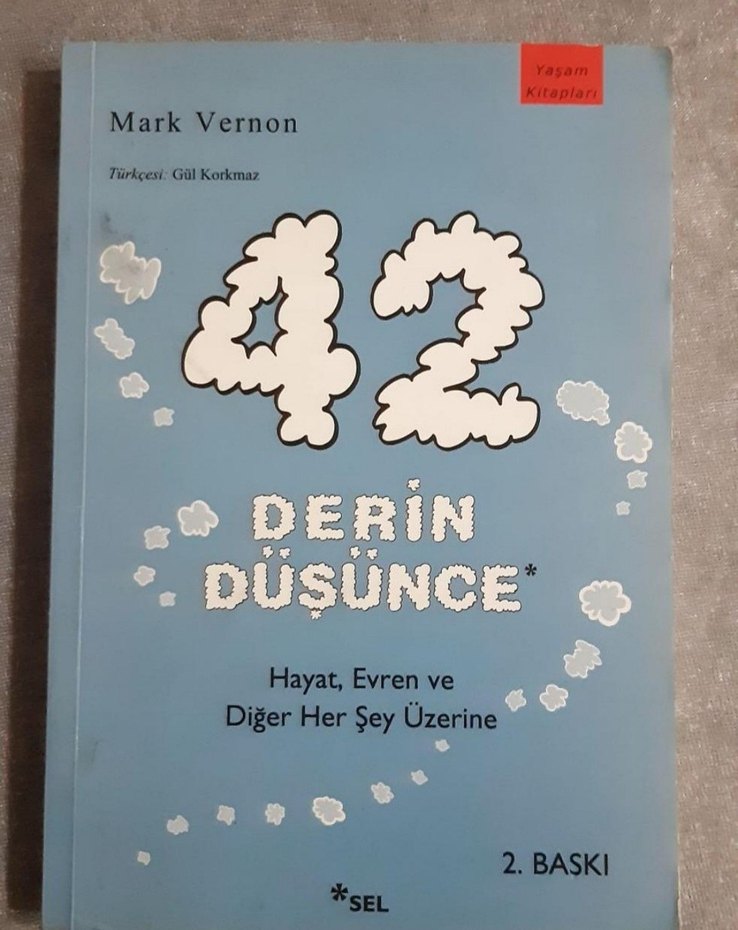 Yaşam
Kitapları
Mark Vernon
Türkçesi: Gül Korkmaz
42
DERİN
DÜŞÜNCE*
Hayat, Evren ve
Diğer Her Şey Üzerine
2. BASKI
*SEL